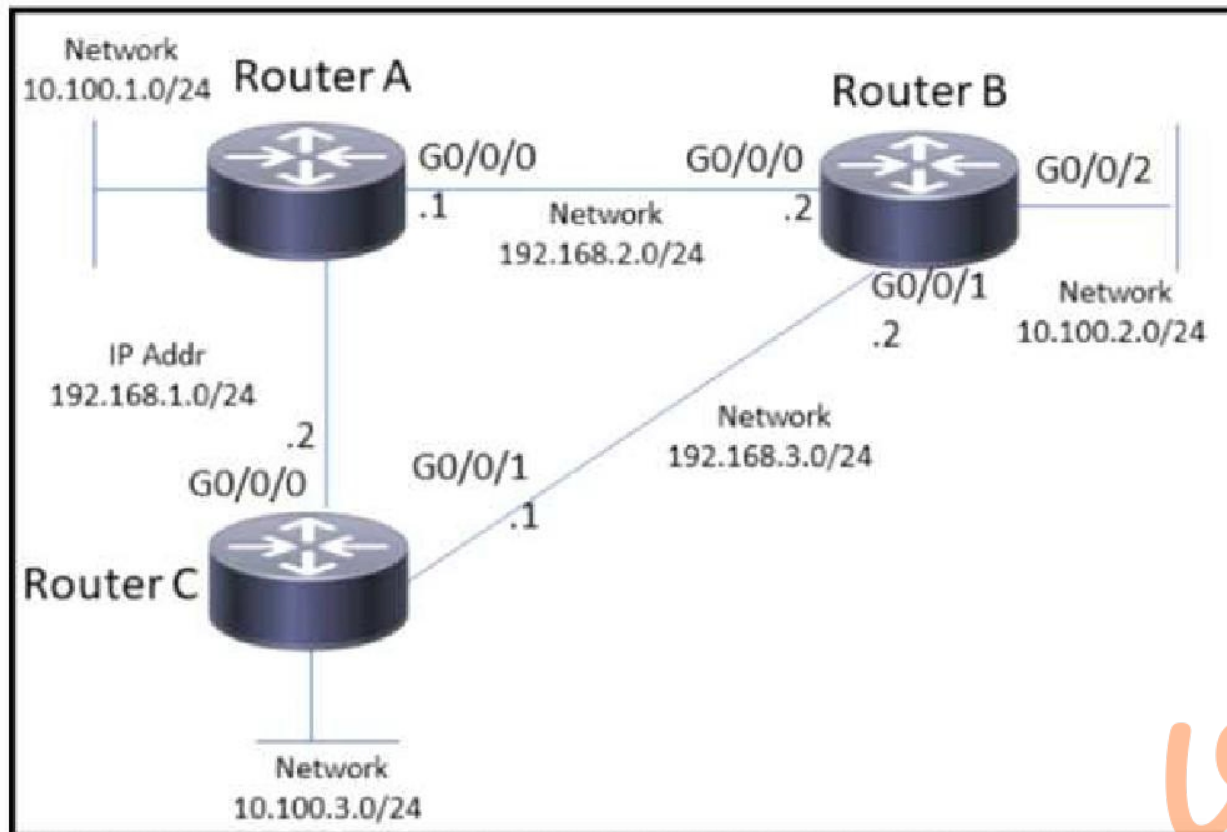 Network
10.100.1.0/24
Router A
Router B
G0/0/0
.1
G0/0/0
.2
G0/0/2
Network
192.168.2.0/24
G0/0/1
.2
Network
10.100.2.0/24
IP Addr
192.168.1.0/24
.2
G0/0/0
G0/0/1
.1
Network
192.168.3.0/24
Router C
Network
10.100.3.0/24